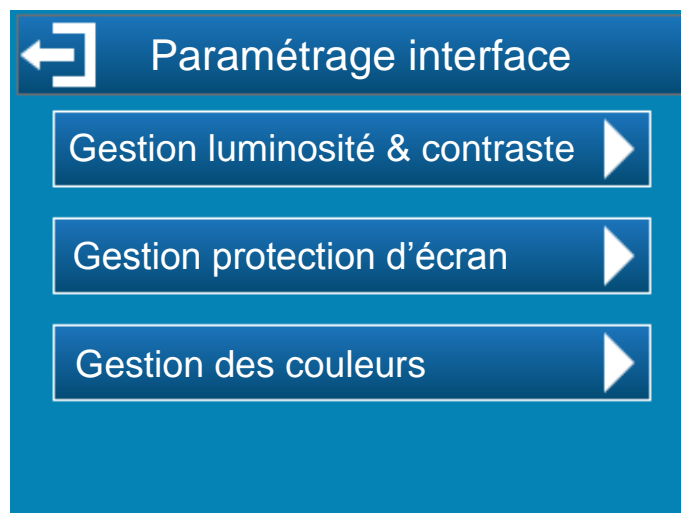 Paramétrage interface
Gestion luminosité & contraste
Gestion protection d’écran
Gestion des couleurs